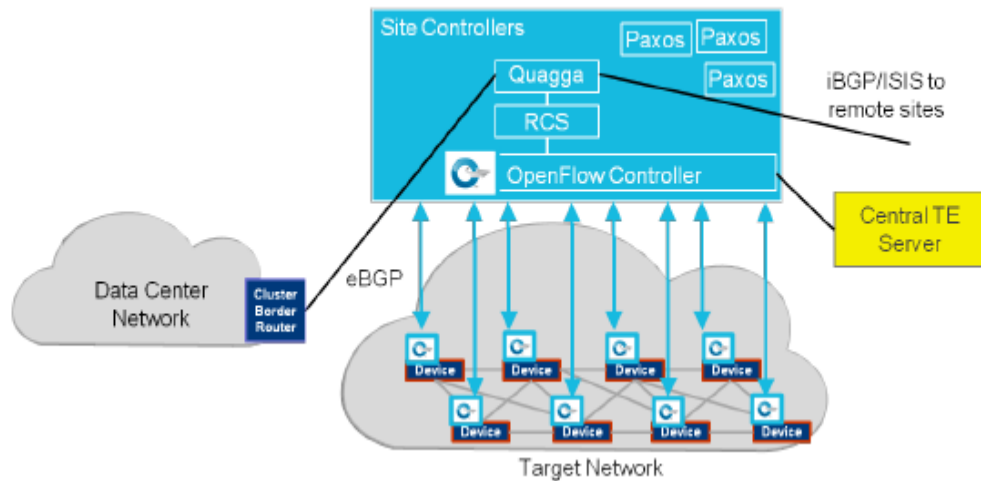 Site Controllers
Paxos
Paxos
Paxos
Quagga
RCS
OpenFlow Controller
iBGP/ISIS to
remote sites
Central TE
Server
eBGP
Data Center
Network
Cluster
Border
Router
Device
Device
Device
Device
Device
Device
Device
Device
Target Network